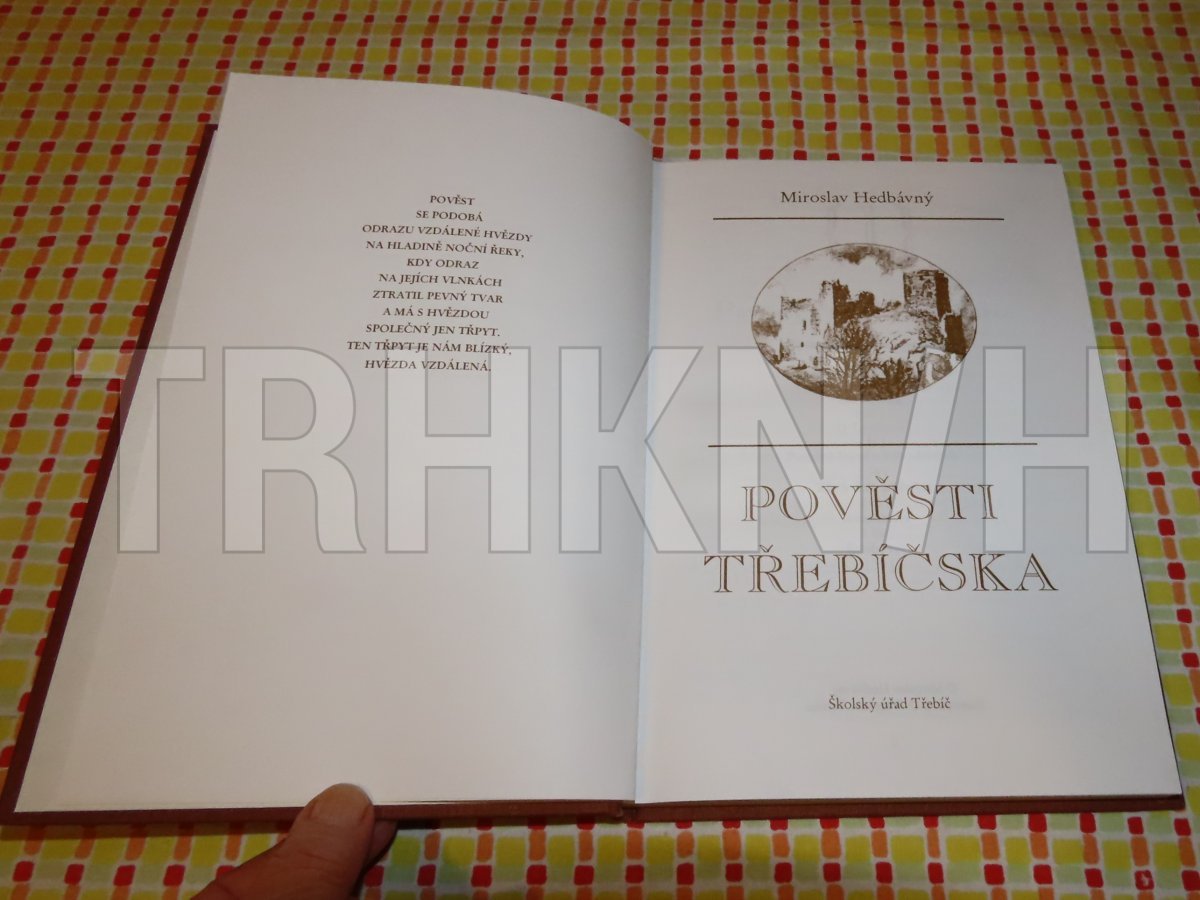 POVĚST
SE PODOBÁ
ODRAZU VZDÁLENÉ HVĚZDY
NA HLADINĚ NOČNÍ ŘEKY,
KDY ODRAZ
NA JEJÍCH VLNKÁCH
ZTRATIL PEVNÝ TVAR
A MÁ S HVĚZDOU
SPOLEČNÝ JEN TŘPYT.
TEN TŘPYT JE NÁM BLÍZKÝ,
HVĚZDA VZDÁLENÁ.
Miroslav Hedbávný
POVĚSTI
TŘEBÍČSKA
Školský úřad Třebíč
TRHKNIH